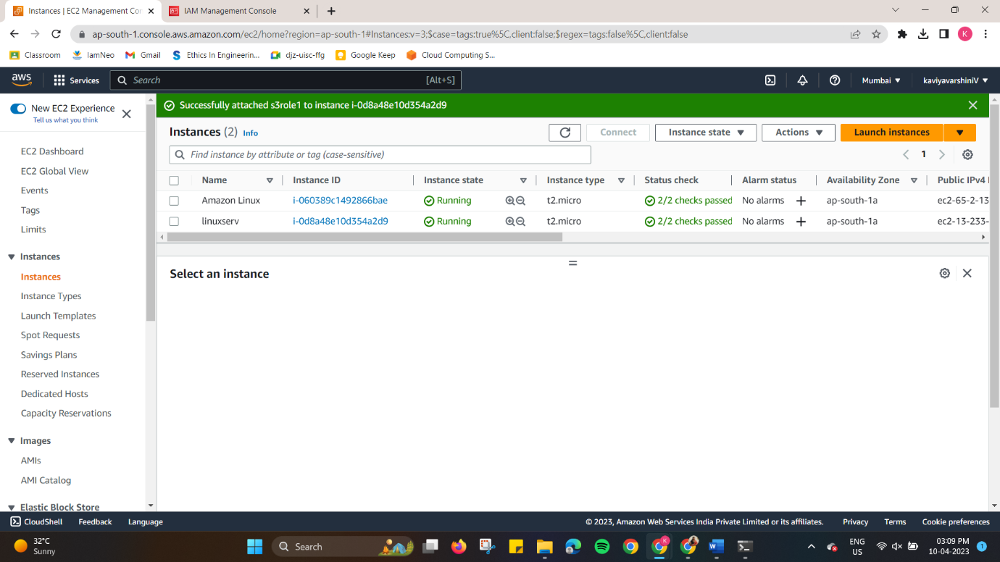 Instances | EC2 Management Con
IAM Management Console
ap-south-1.console.aws.amazon.com/ec2/home?region=ap-south-1#Instances:v=3;$case=tags:true%5C,client:false;$regex=tags:false%5C,client:false
K
Classroom IamNeo Gmail Ethics In Engineerin... djz-uisc-ffg Google Keep Cloud Computing S...
aws Services Search [Alt+S] Mumbai kaviyavarshiniV
New EC2 Experience
Tell us what you think
EC2 Dashboard
EC2 Global View
Events
Tags
Limits
Instances
Instances
Instance Types
Launch Templates
Spot Requests
Savings Plans
Reserved Instances
Dedicated Hosts
Capacity Reservations
Images
AMIs
AMI Catalog
Elastic Block Store
Successfully attached s3role1 to instance i-0d8a48e10d354a2d9
Instances (2) Info Connect Instance state Actions Launch instances
Find instance by attribute or tag (case-sensitive) 1
Name Instance ID Instance state Instance type Status check Alarm status Availability Zone Public IPv4
Amazon Linux i-060389c1492866bae Running t2.micro 2/2 checks passed No alarms ap-south-1a ec2-65-2-13
linuxserv i-0d8a48e10d354a2d9 Running t2.micro 2/2 checks passed No alarms ap-south-1a ec2-13-233-
Select an instance
CloudShell Feedback Language © 2023, Amazon Web Services India Private Limited or its affiliates. Privacy Terms Cookie preferences
32°C
Sunny
Search
K
ENG
US
03:09 PM
10-04-2023
1